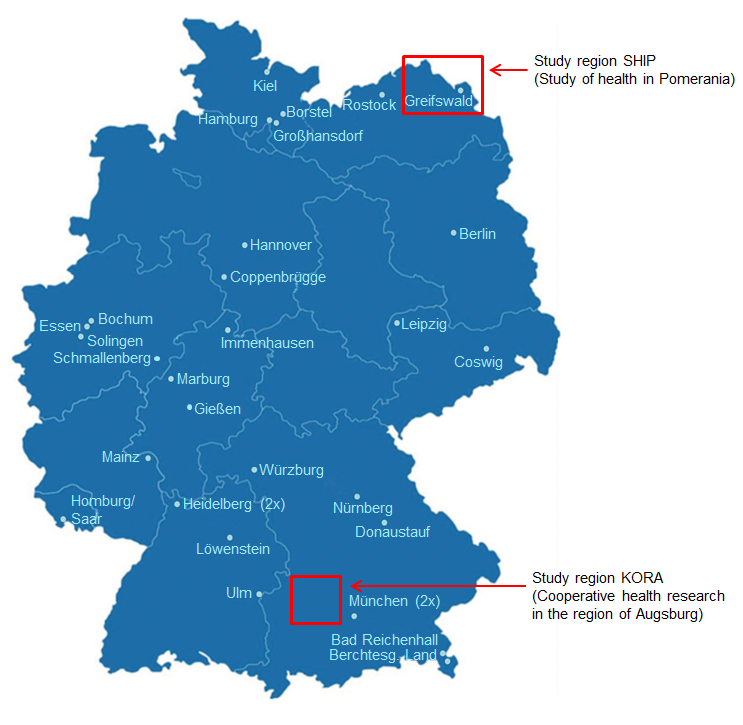 Study region SHIP
(Study of health in Pomerania)
Kiel
Rostock
Greifswald
Borstel
Hamburg
Großhansdorf
Berlin
Hannover
Coppenbrügge
Bochum
Essen
Solingen
Schmallenberg
Immenhausen
Leipzig
Coswig
Marburg
Gießen
Mainz
Würzburg
Homburg/
Saar
Heidelberg (2x)
Nürnberg
Donaustauf
Löwenstein
Ulm
München (2x)
Study region KORA
(Cooperative health research
in the region of Augsburg)
Bad Reichenhall
Berchtesg. Land